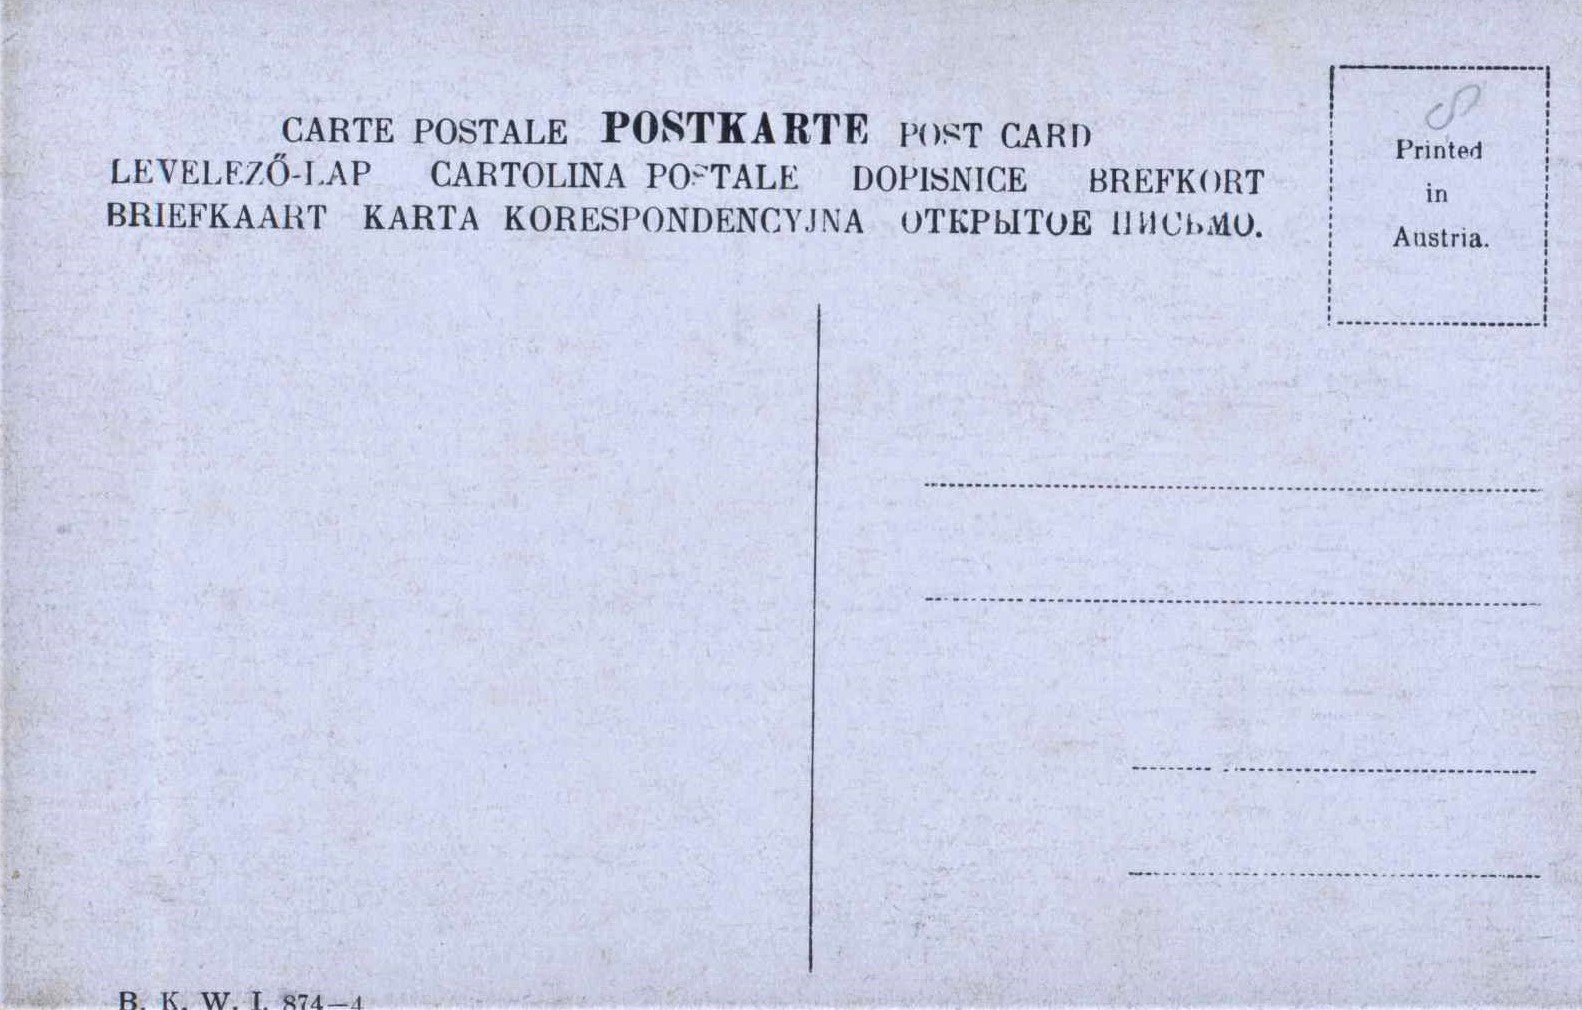 CARTE POSTALE POSTKARTE POST CARD
LEVELEZŐ-LAP CARTOLINA POSTALE DOPISNICE BREFKORT
BRIEFKAART KARTA KORESPONDENCYJNA ОТКРЫТОЕ ПИСЬМО.
Printed
in
Austria.
B. K. W. I. 874—4